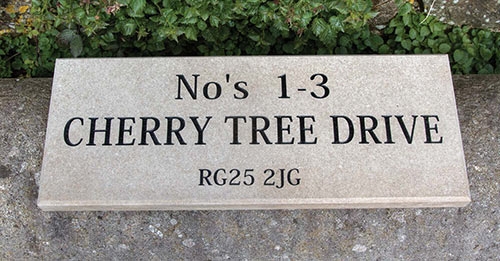 No's 1-3
CHERRY TREE DRIVE
RG25 2JG